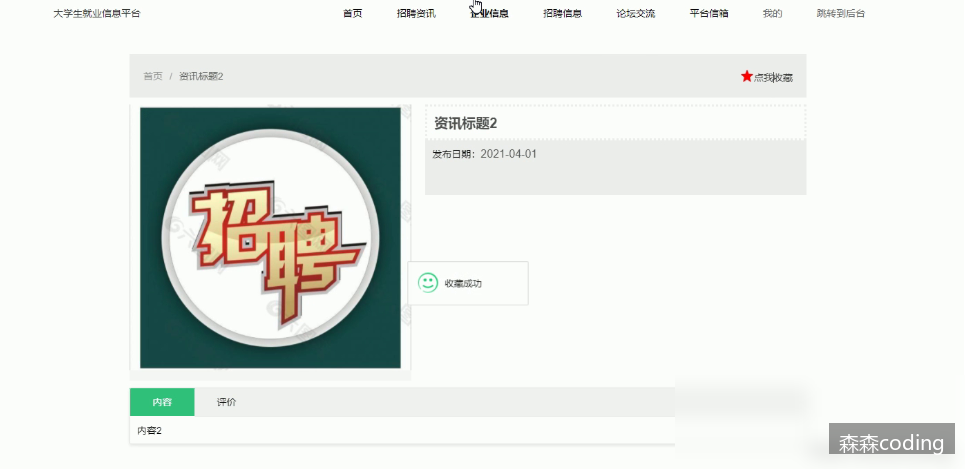 大学生就业信息平台 首页 招聘资讯 企业信息 招聘信息 论坛交流 平台信箱 我的 跳转到后台
首页 / 资讯标题2 点我收藏
资讯标题2
发布日期：2021-04-01
招聘
收藏成功
内容 评价
内容2
森森coding